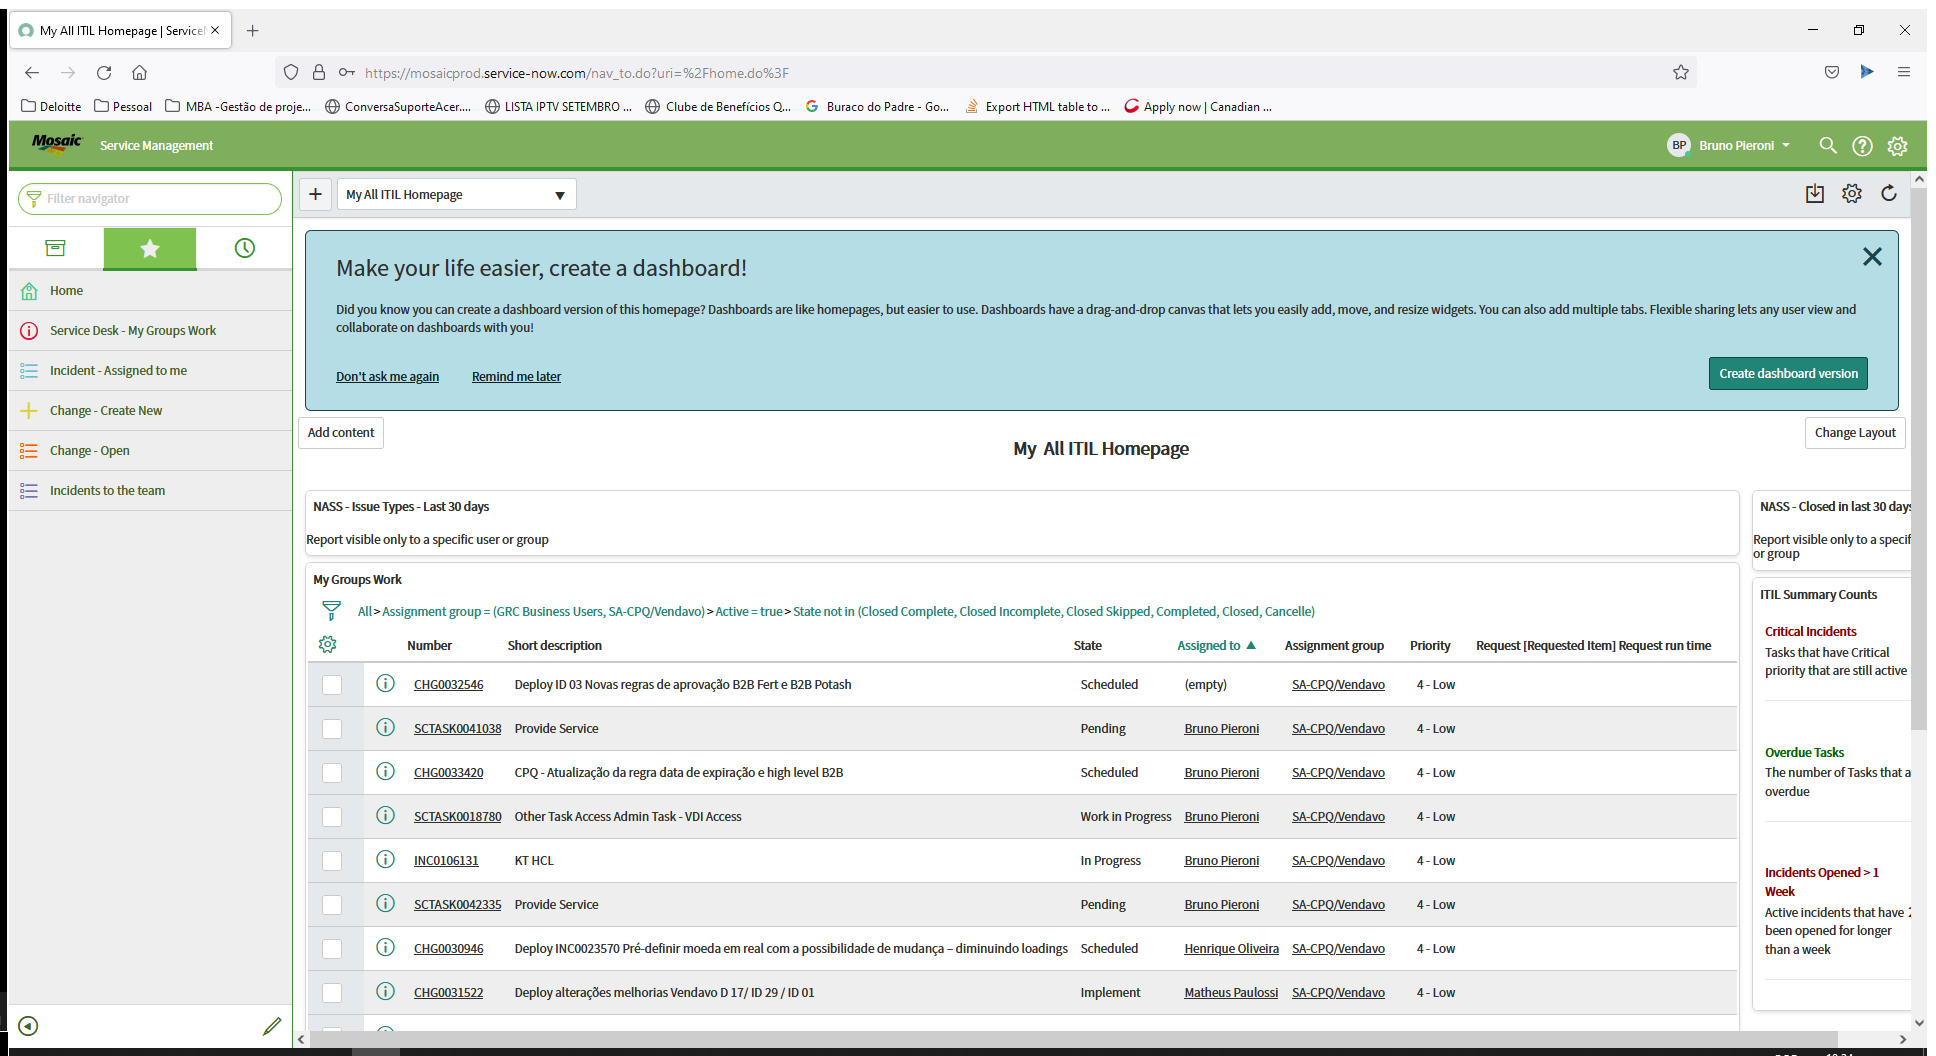 My All ITIL Homepage | Service
https://mosaicprod.service-now.com/nav_to.do?uri=%2Fhome.do%3F
Deloitte Pessoal MBA -Gestão de proje... ConversaSuporteAcer.... LISTA IPTV SETEMBRO ... Clube de Benefícios Q... Buraco do Padre - Go... Export HTML table to ... Apply now | Canadian ...
Mosaic Service Management BP Bruno Pieroni
Filter navigator
My All ITIL Homepage
Home
Service Desk - My Groups Work
Incident - Assigned to me
Change - Create New
Change - Open
Incidents to the team
Make your life easier, create a dashboard!
Did you know you can create a dashboard version of this homepage? Dashboards are like homepages, but easier to use. Dashboards have a drag-and-drop canvas that lets you easily add, move, and resize widgets. You can also add multiple tabs. Flexible sharing lets any user view and
collaborate on dashboards with you!
Don't ask me again Remind me later
Create dashboard version
Add content
Change Layout
My All ITIL Homepage
NASS - Issue Types - Last 30 days
Report visible only to a specific user or group
My Groups Work
All > Assignment group = (GRC Business Users, SA-CPQ/Vendavo) > Active = true > State not in (Closed Complete, Closed Incomplete, Closed Skipped, Completed, Closed, Cancelle)
Number Short description State Assigned to Assignment group Priority Request [Requested Item] Request run time
CHG0032546 Deploy ID 03 Novas regras de aprovação B2B Fert e B2B Potash Scheduled (empty) SA-CPQ/Vendavo 4 - Low
SCTASK0041038 Provide Service Pending Bruno Pieroni SA-CPQ/Vendavo 4 - Low
CHG0033420 CPQ - Atualização da regra data de expiração e high level B2B Scheduled Bruno Pieroni SA-CPQ/Vendavo 4 - Low
SCTASK0018780 Other Task Access Admin Task - VDI Access Work in Progress Bruno Pieroni SA-CPQ/Vendavo 4 - Low
INC0106131 KT HCL In Progress Bruno Pieroni SA-CPQ/Vendavo 4 - Low
SCTASK0042335 Provide Service Pending Bruno Pieroni SA-CPQ/Vendavo 4 - Low
CHG0030946 Deploy INC0023570 Pré-definir moeda em real com a possibilidade de mudança – diminuindo loadings Scheduled Henrique Oliveira SA-CPQ/Vendavo 4 - Low
CHG0031522 Deploy alterações melhorias Vendavo D 17/ ID 29 / ID 01 Implement Matheus Paulossi SA-CPQ/Vendavo 4 - Low
NASS - Closed in last 30 days
Report visible only to a specif
or group
ITIL Summary Counts
Critical Incidents
Tasks that have Critical
priority that are still active
Overdue Tasks
The number of Tasks that a
overdue
Incidents Opened > 1
Week
Active incidents that have
been opened for longer
than a week